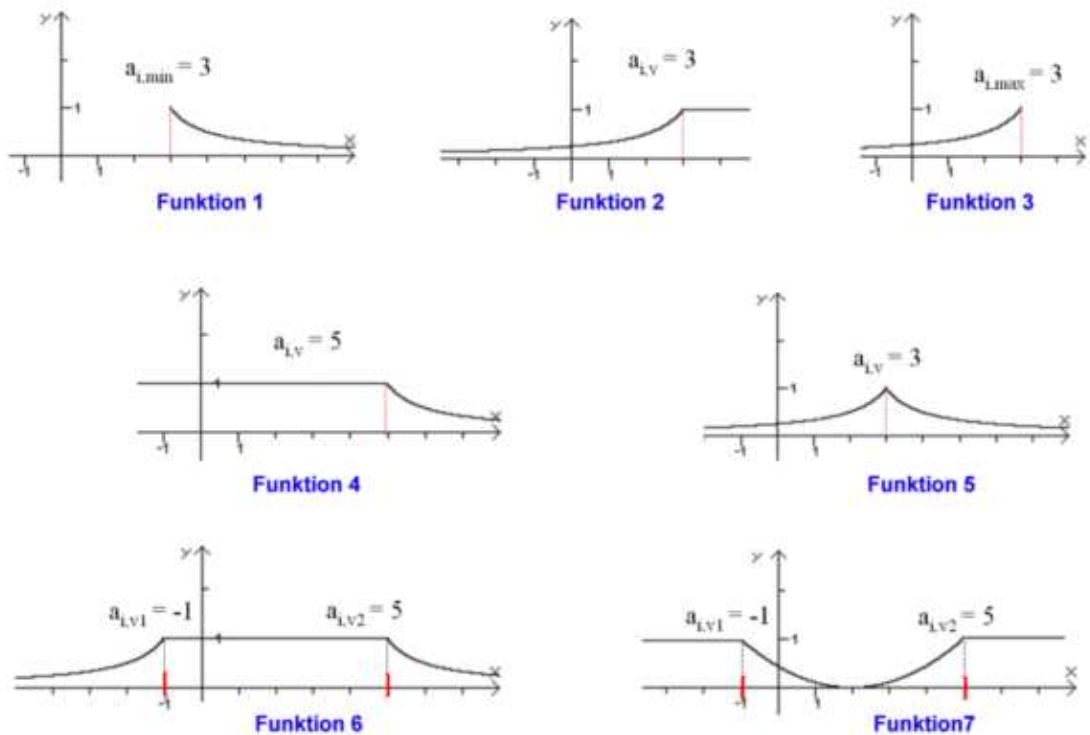 y
a_{i,min} = 3
1
x
-1
1
Funktion 1
y
a_{i,v} = 3
1
-1
1
Funktion 2
y
a_{i,max} = 3
1
x
-1
1
Funktion 3
y
a_{i,v} = 5
1
x
-1
1
Funktion 4
y
a_{i,v} = 3
1
x
-1
1
Funktion 5
y
a_{i,v1} = -1
a_{i,v2} = 5
1
x
-1
Funktion 6
y
a_{i,v1} = -1
a_{i,v2} = 5
1
x
-1
1
Funktion7